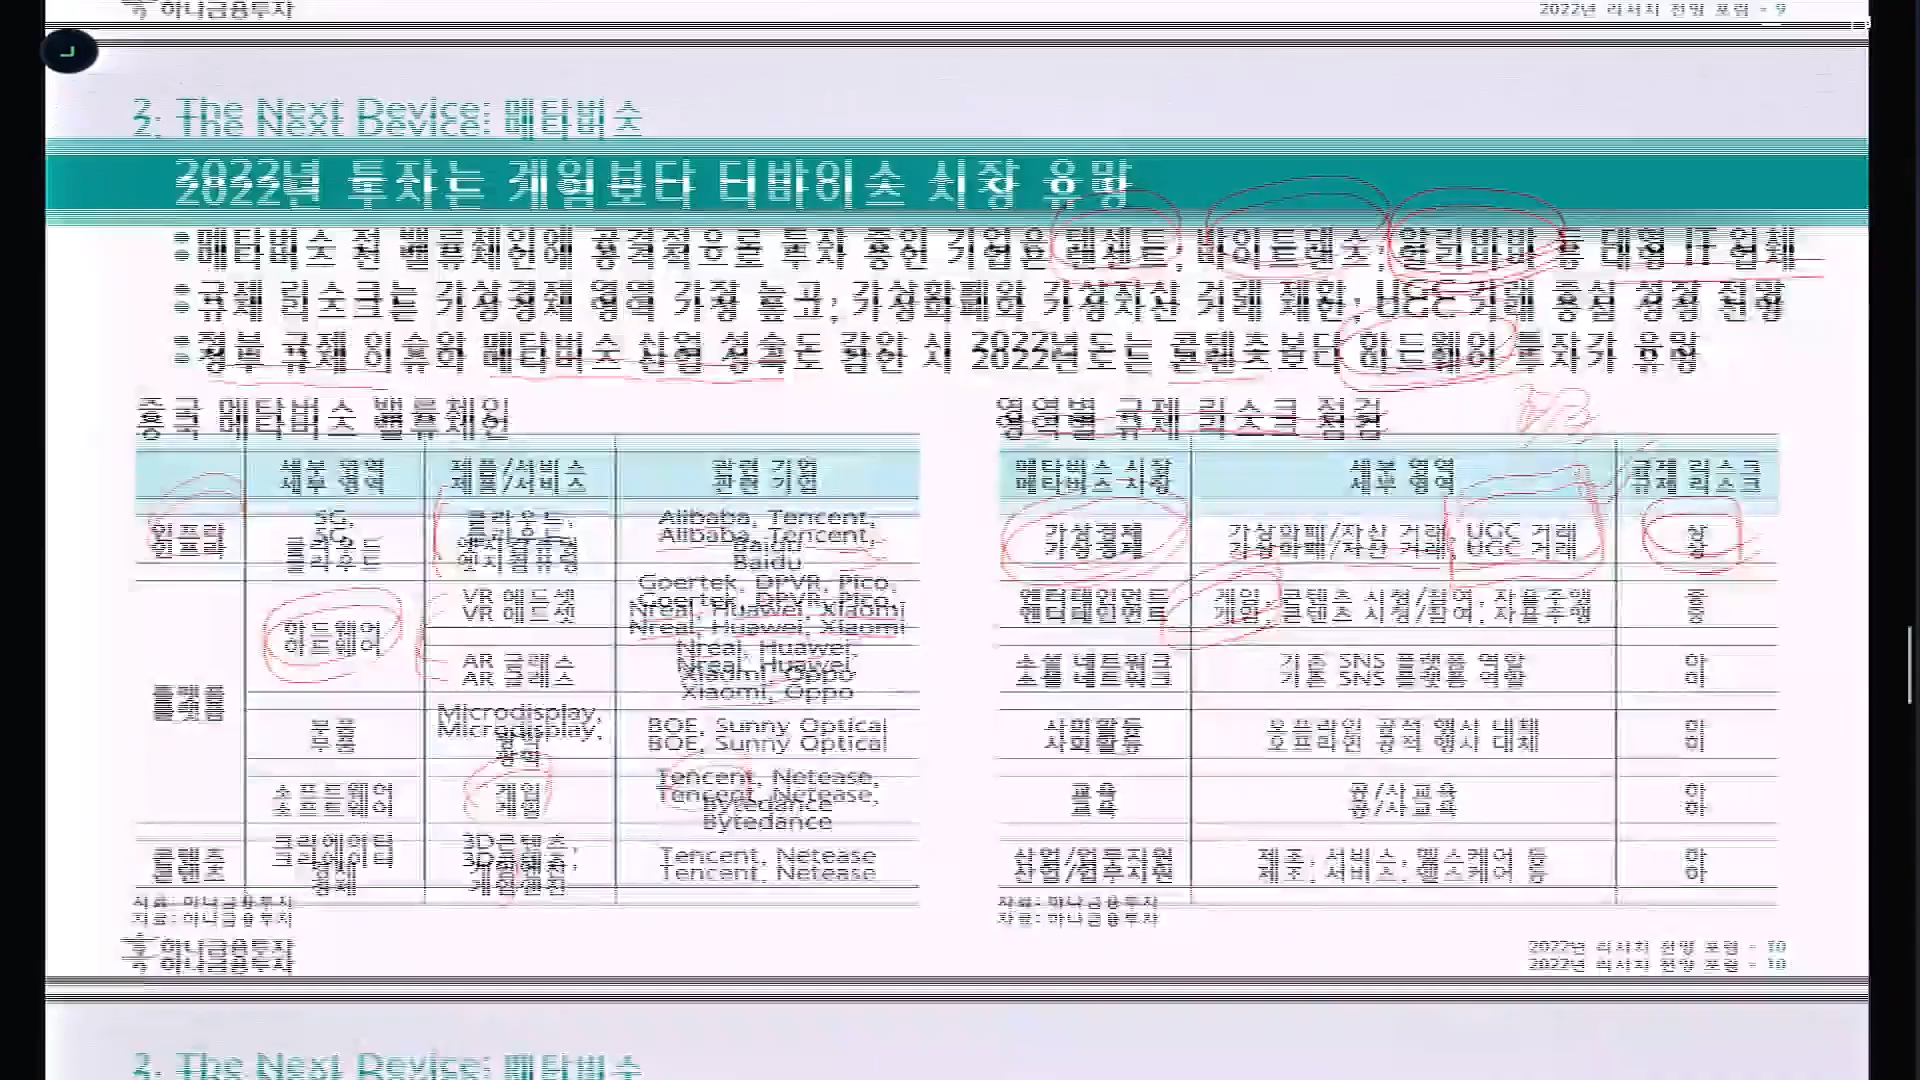 하나금융투자
2022년 리서치 전망 포럼 - 9
2. The Next Device: 메타버스
2022년 투자는 게임보다 디바이스 시장 유망
메타버스 전 밸류체인에 공격적으로 투자 중인 기업은 텐센트, 바이트댄스, 알리바바 등 대형 IT 업체
규제 리스크는 가상경제 영역 가장 높고, 가상화폐와 가상자산 거래 제한, UGC 거래 중심 성장 전망
정부 규제 이슈와 메타버스 산업 성숙도 감안 시 2022년도는 콘텐츠보다 하드웨어 투자가 유망
중국 메타버스 밸류체인
세부 영역 제품/서비스 관련 기업
인프라 5G, 클라우드 클라우드, 엣지컴퓨팅 Alibaba, Tencent, Baidu
플랫폼 하드웨어 VR 헤드셋 Goertek, DPVR, Pico, Nreal, Huawei, Xiaomi
AR 글래스 Nreal, Huawei, Xiaomi, Oppo
부품 Microdisplay, 광학 BOE, Sunny Optical
소프트웨어 게임 Tencent, Netease, Bytedance
콘텐츠 크리에이터 경제 3D콘텐츠, 게임엔진 Tencent, Netease
자료: 하나금융투자
영역별 규제 리스크 점검
메타버스 시장 세부 영역 규제 리스크
가상경제 가상화폐/자산 거래, UGC 거래 상
엔터테인먼트 게임, 콘텐츠 시청/참여, 자율주행 중
소셜 네트워크 기존 SNS 플랫폼 역할 하
사회활동 오프라인 공적 행사 대체 하
교육 공/사교육 하
산업/업무지원 제조, 서비스, 헬스케어 등 하
자료: 하나금융투자
하나금융투자
2022년 리서치 전망 포럼 - 10
2. The Next Device: 메타버스